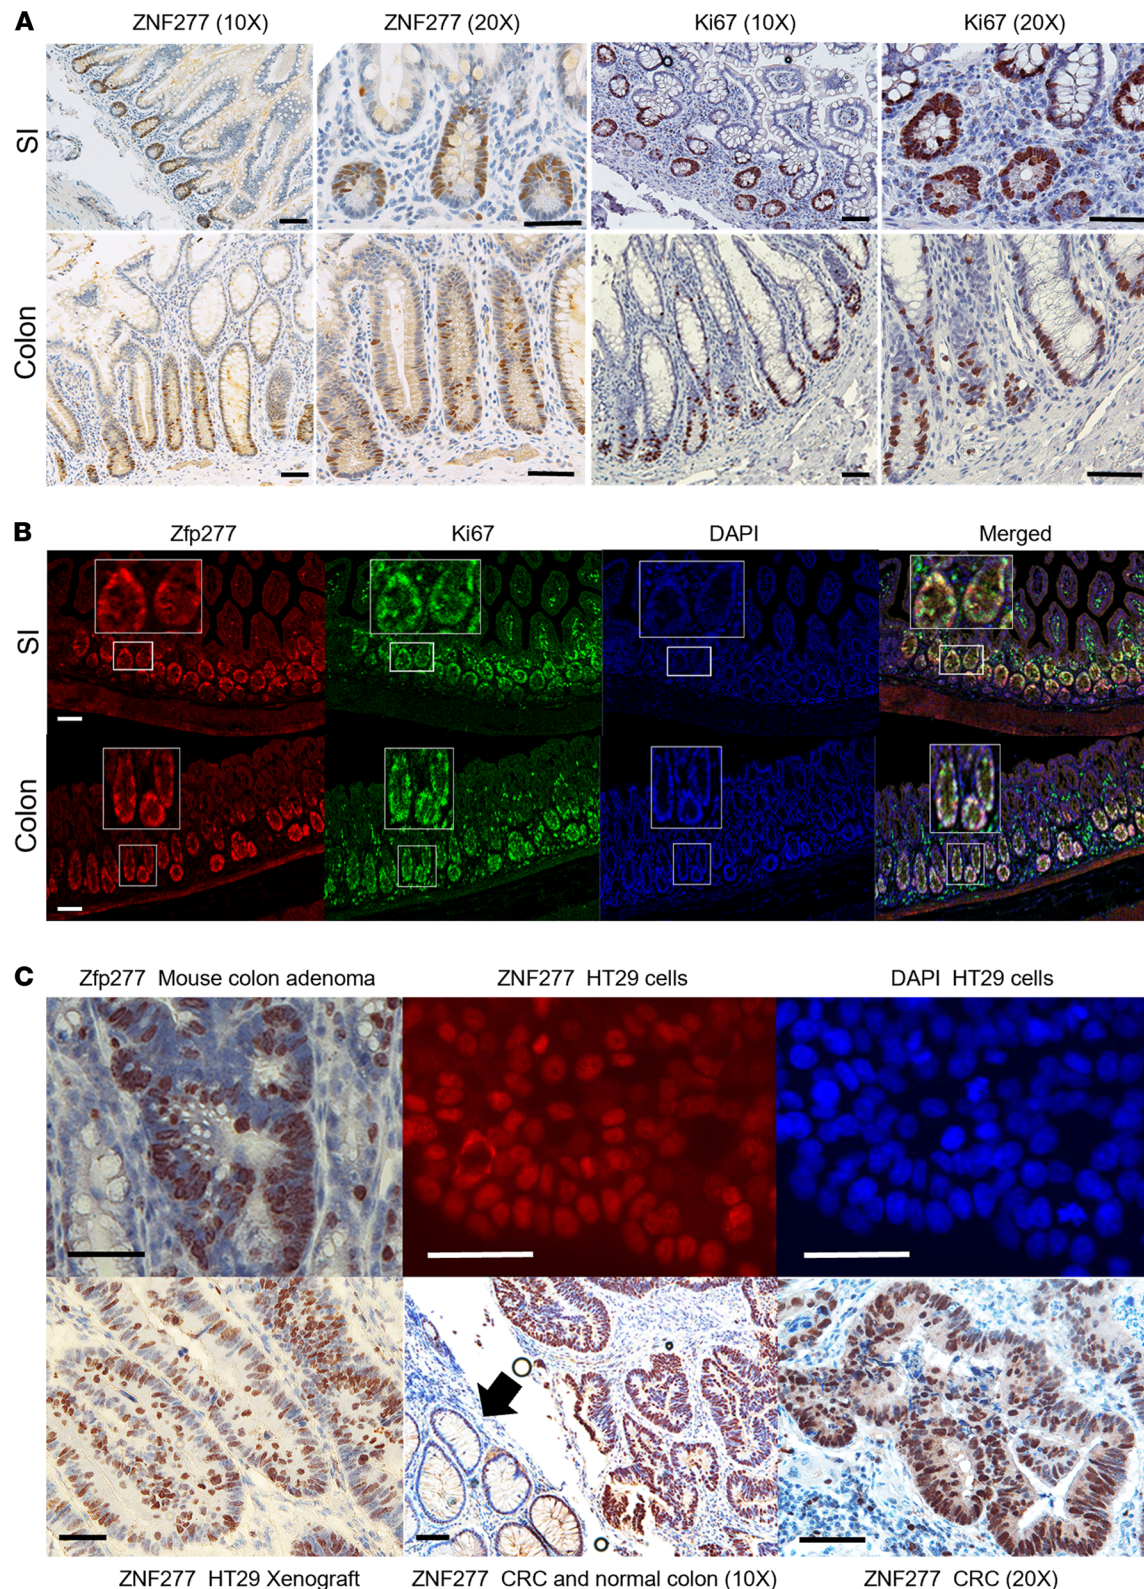 A
ZNF277 (10X) ZNF277 (20X) Ki67 (10X) Ki67 (20X)
SI
Colon
B
Zfp277 Ki67 DAPI Merged
SI
Colon
C
Zfp277 Mouse colon adenoma ZNF277 HT29 cells DAPI HT29 cells
ZNF277 HT29 Xenograft ZNF277 CRC and normal colon (10X) ZNF277 CRC (20X)